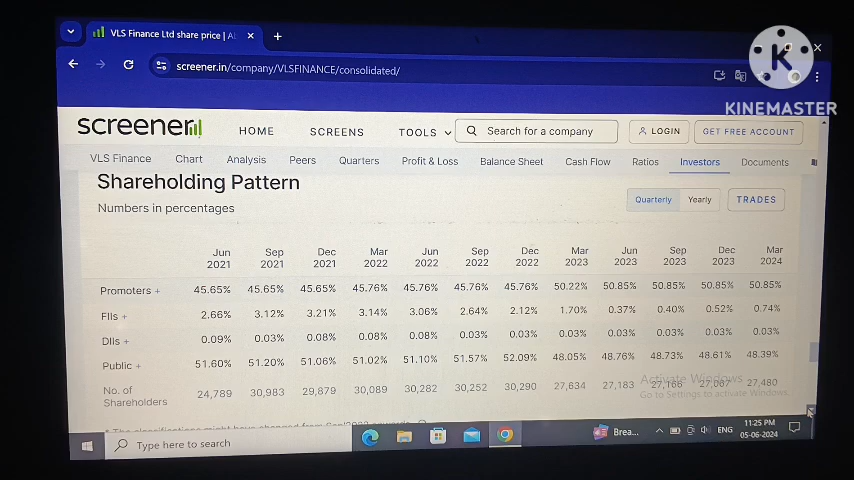 VLS Finance Ltd share price | A
screener.in/company/VLSFINANCE/consolidated/
K
KINEMASTER
screener
HOME
SCREENS
TOOLS
Search for a company
LOGIN
GET FREE ACCOUNT
VLS Finance Chart Analysis Peers Quarters Profit & Loss Balance Sheet Cash Flow Ratios Investors Documents
Shareholding Pattern
Numbers in percentages
Quarterly Yearly TRADES
Jun Sep Dec Mar Jun Sep Dec Mar Jun Sep Dec Mar
2021 2021 2021 2022 2022 2022 2022 2023 2023 2023 2023 2024
Promoters + 45.65% 45.65% 45.65% 45.76% 45.76% 45.76% 45.76% 50.22% 50.85% 50.85% 50.85% 50.85%
FIIs + 2.66% 3.12% 3.21% 3.14% 3.06% 2.64% 2.12% 1.70% 0.37% 0.40% 0.52% 0.74%
DIIs + 0.09% 0.03% 0.08% 0.08% 0.08% 0.03% 0.03% 0.03% 0.03% 0.03% 0.03% 0.03%
Public + 51.60% 51.20% 51.06% 51.02% 51.10% 51.57% 52.09% 48.05% 48.76% 48.73% 48.61% 48.39%
No. of
Shareholders 24,789 30,983 29,879 30,089 30,282 30,252 30,290 27,634 27,183 27,168 27,067 27,480
Activate Windows
Go to Settings to activate Windows.
Type here to search
Brea...
ENG
11:25 PM
05-06-2024